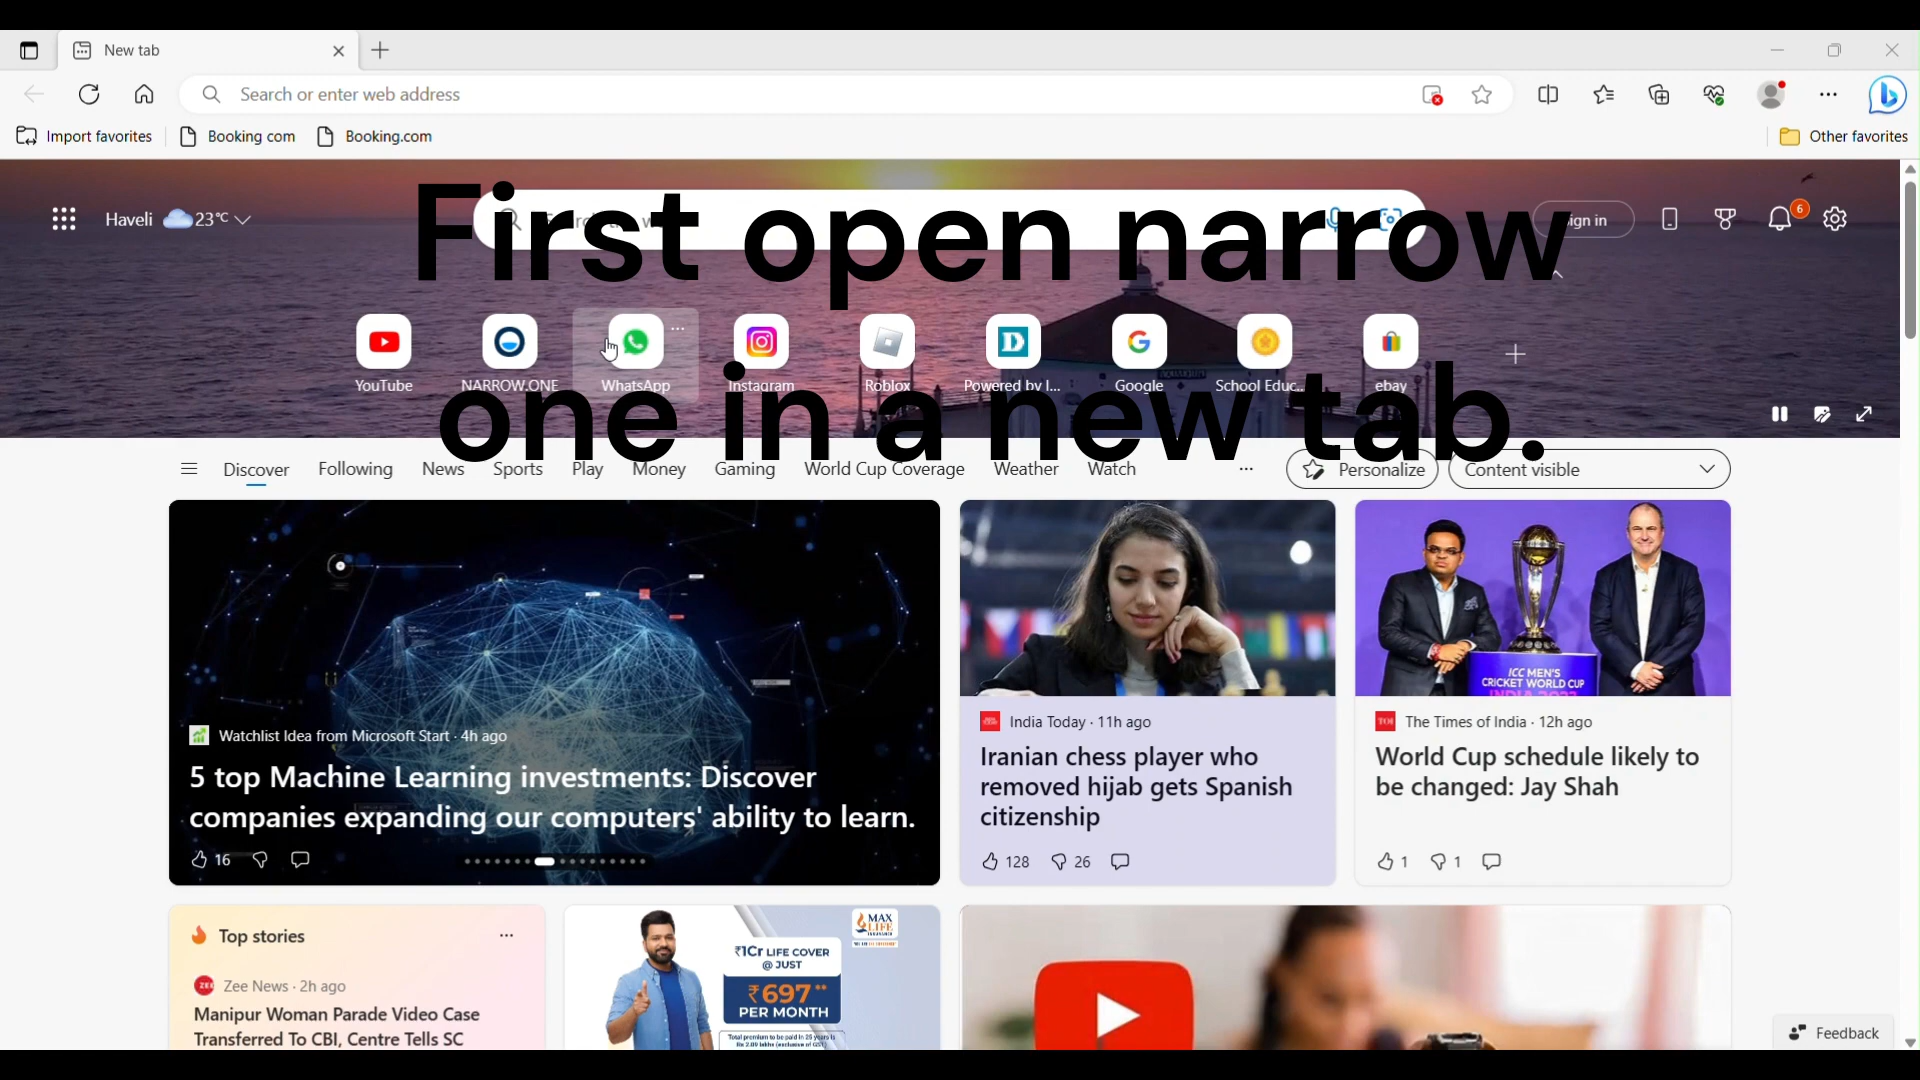 New tab
Search or enter web address
Import favorites
Booking com
Booking.com
Other favorites
Haveli 23°C
First open narrow
one in a new tab.
Sign in
6
YouTube
NARROW.ONE
WhatsApp
Instagram
Roblox
Powered by I...
Google
School Educ...
ebay
Discover
Following
News
Sports
Play
Money
Gaming
World Cup Coverage
Weather
Watch
...
Personalize
Content visible
Watchlist Idea from Microsoft Start · 4h ago
5 top Machine Learning investments: Discover
companies expanding our computers' ability to learn.
16
India Today · 11h ago
Iranian chess player who
removed hijab gets Spanish
citizenship
128
26
ICC MEN'S
CRICKET WORLD CUP
The Times of India · 12h ago
World Cup schedule likely to
be changed: Jay Shah
1
1
Top stories
...
Zee News · 2h ago
Manipur Woman Parade Video Case
Transferred To CBI, Centre Tells SC
MAX
LIFE
₹1Cr LIFE COVER
@ JUST
₹697**
PER MONTH
Feedback